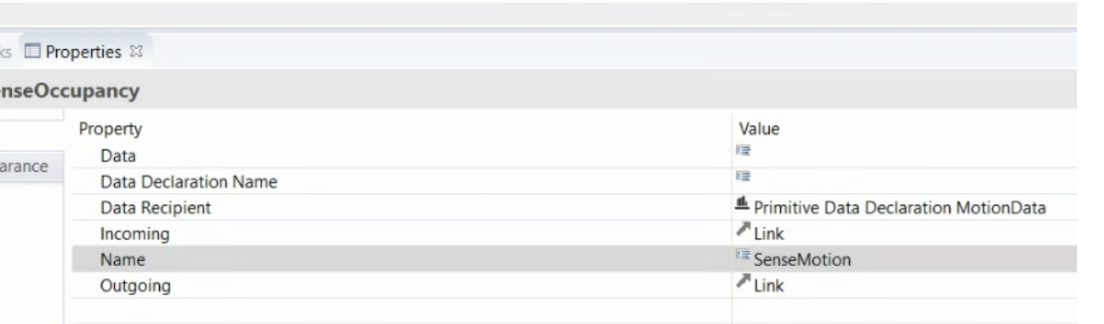 ks Properties
enseOccupancy
Property Value
arance
Data
Data Declaration Name
Data Recipient Primitive Data Declaration MotionData
Incoming Link
Name SenseMotion
Outgoing Link